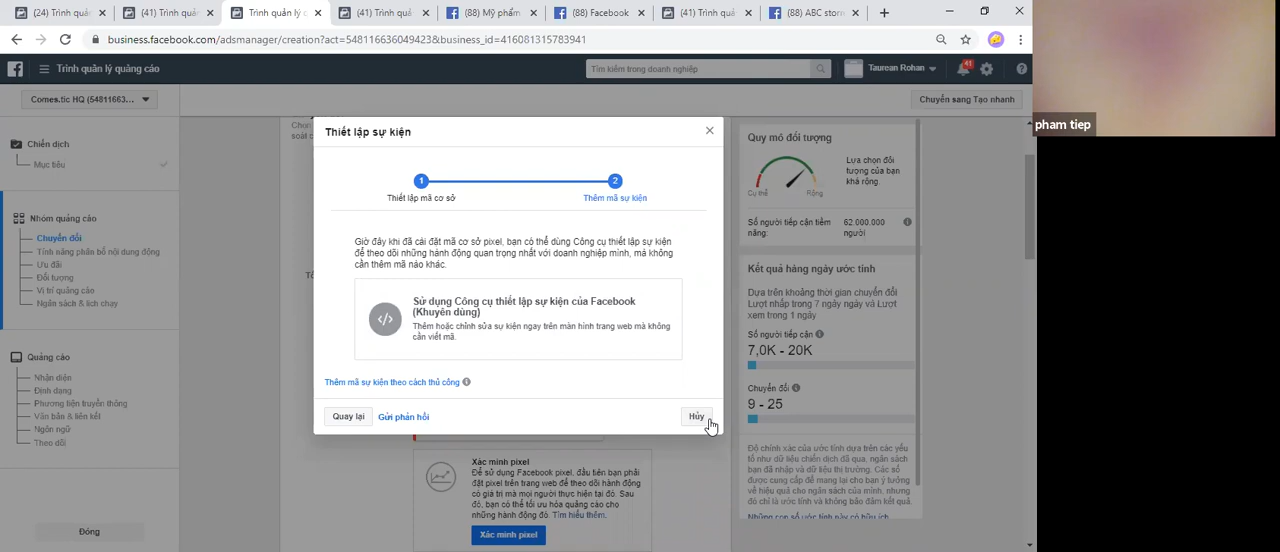 (24) Trình quản
(41) Trình quả
Trình quản lý c
(41) Trình quả
(88) Mỹ phẩm
(88) Facebook
(41) Trình quả
(88) ABC stor
business.facebook.com/adsmanager/creation?act=548116636049423&business_id=416081315783941
Trình quản lý quảng cáo
Tìm kiếm trong doanh nghiệp
Taurean Rohan
41
pham tiep
Comes.tic HQ (54811663...
Chuyển sang Tạo nhanh
Chiến dịch
Mục tiêu
Nhóm quảng cáo
Chuyển đổi
Tính năng phân bổ nội dung động
Ưu đãi
Đối tượng
Vị trí quảng cáo
Ngân sách & lịch chạy
Quảng cáo
Nhận diện
Định dạng
Phương tiện truyền thông
Văn bản & liên kết
Ngôn ngữ
Theo dõi
Đóng
Thiết lập sự kiện
1
2
Thiết lập mã cơ sở
Thêm mã sự kiện
Giờ đây khi đã cài đặt mã cơ sở pixel, bạn có thể dùng Công cụ thiết lập sự kiện
để theo dõi những hành động quan trọng nhất với doanh nghiệp mình, mà không
cần thêm mã nào khác.
Sử dụng Công cụ thiết lập sự kiện của Facebook
(Khuyên dùng)
Thêm hoặc chỉnh sửa sự kiện ngay trên màn hình trang web mà không
cần viết mã.
Thêm mã sự kiện theo cách thủ công
Quay lại
Gửi phản hồi
Hủy
Xác minh pixel
Để sử dụng Facebook pixel, đầu tiên bạn phải
đặt pixel trên trang web để theo dõi hành động
có giá trị mà mọi người thực hiện tại đó. Sau
đó, bạn có thể tối ưu hóa quảng cáo cho
những hành động đó. Tìm hiểu thêm.
Xác minh pixel
Quy mô đối tượng
Cụ thể
Rộng
Lựa chọn đối
tượng của bạn
khá rộng.
Số người tiếp cận tiềm
năng:
62.000.000
người
Kết quả hàng ngày ước tính
Dựa trên khoảng thời gian chuyển đổi
Lượt nhấp trong 7 ngày ngày và Lượt
xem trong 1 ngày
Số người tiếp cận
7,0K - 20K
Chuyển đổi
9 - 25
Độ chính xác của ước tính dựa trên các yếu
tố như dữ liệu chiến dịch đã qua, ngân sách
bạn đã nhập và dữ liệu thị trường. Các số
được cung cấp để mang lại cho bạn ý tưởng
về hiệu quả cho ngân sách của mình, nhưng
đó chỉ là ước tính và không bảo đảm kết quả.
Những con số ước tính này có hữu ích